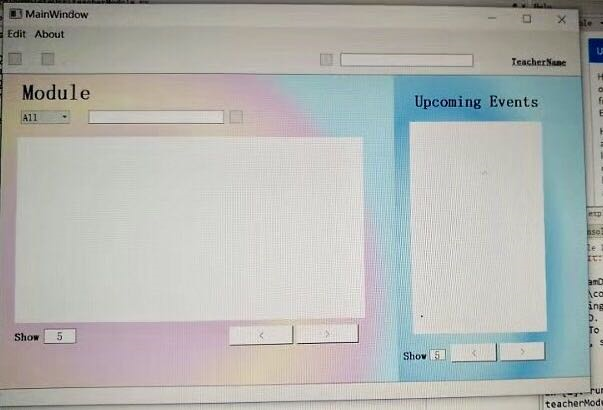 MainWindow
Edit About
TeacherName
Module
All
Upcoming Events
Show 5 < >
Show 5 < >